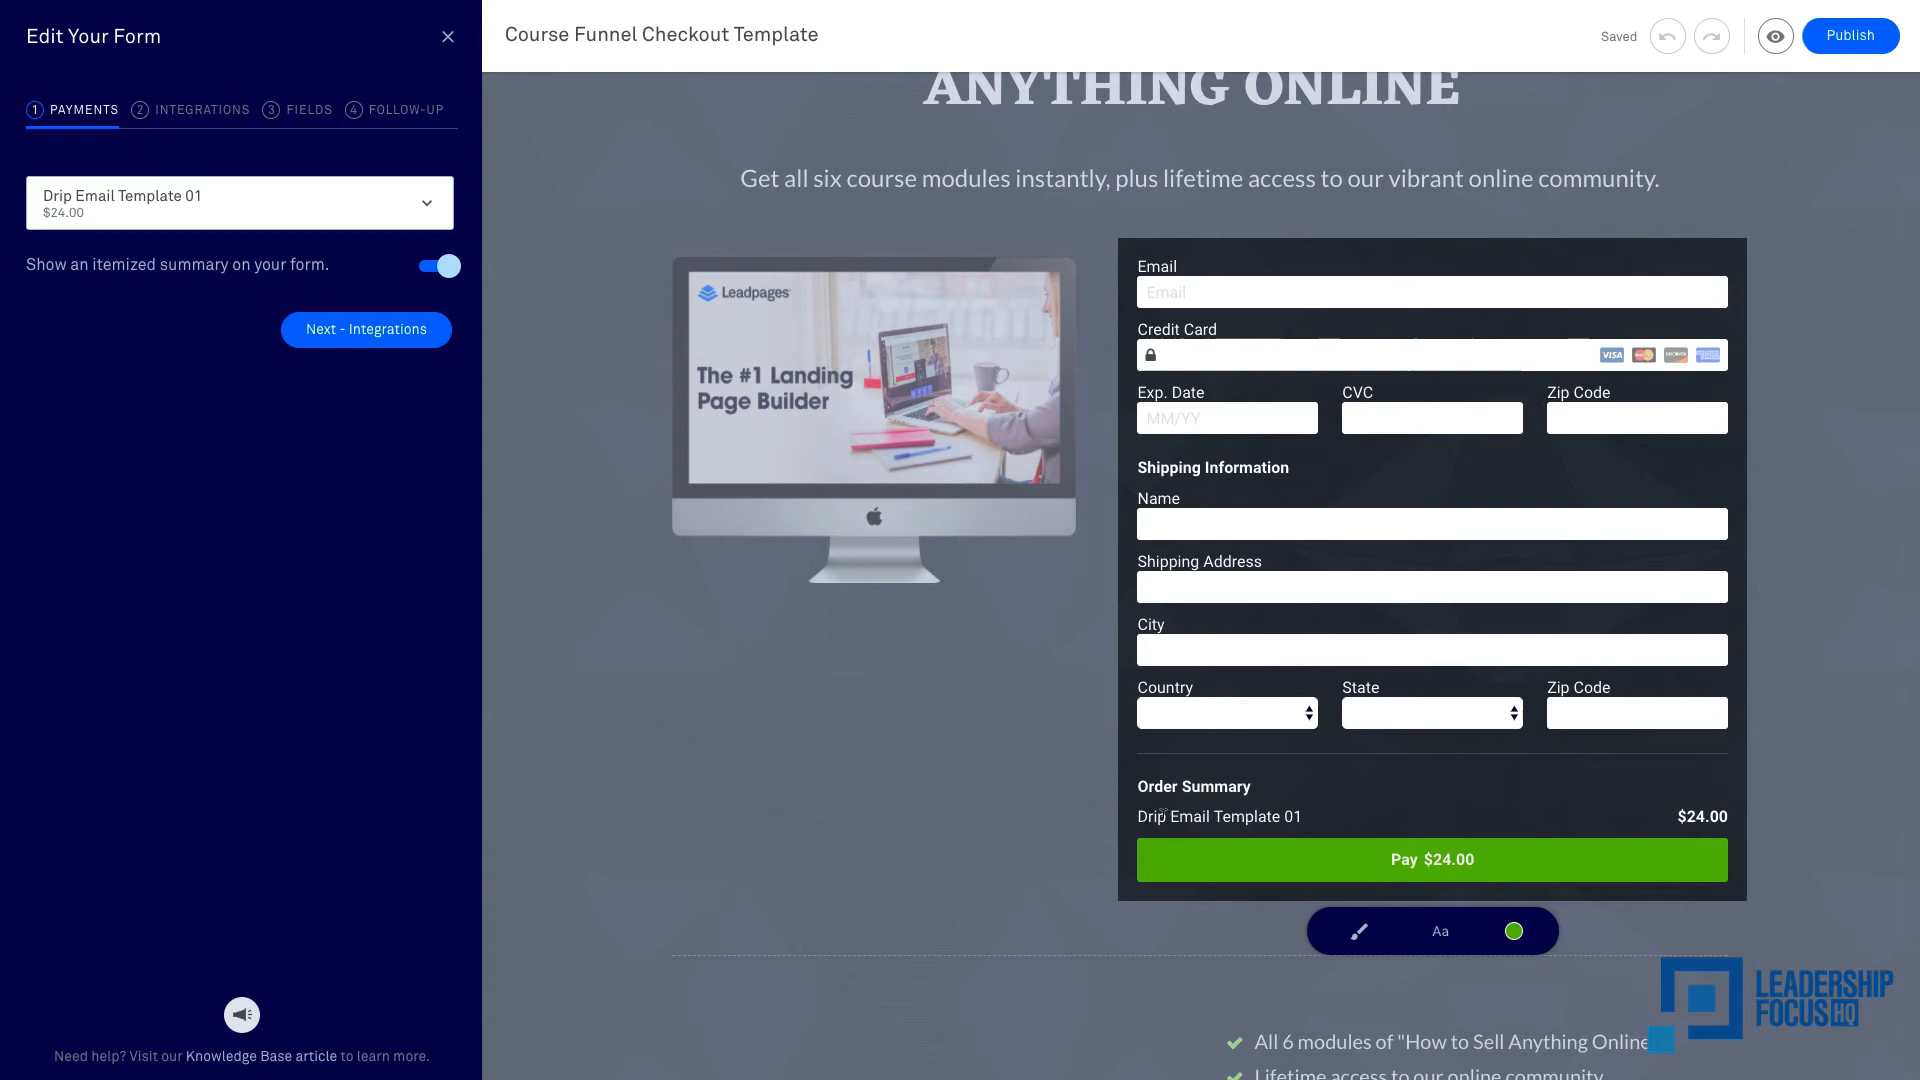 Edit Your Form
Course Funnel Checkout Template
Saved
Publish
1 PAYMENTS 2 INTEGRATIONS 3 FIELDS 4 FOLLOW-UP
Drip Email Template 01
$24.00
Show an itemized summary on your form.
Next - Integrations
Need help? Visit our Knowledge Base article to learn more.
ANYTHING ONLINE
Get all six course modules instantly, plus lifetime access to our vibrant online community.
Leadpages
The #1 Landing
Page Builder
Email
Email
Credit Card
VISA DISCOVER
Exp. Date CVC Zip Code
MM/YY
Shipping Information
Name
Shipping Address
City
Country State Zip Code
Order Summary
Drip Email Template 01 $24.00
Pay $24.00
Aa
All 6 modules of "How to Sell Anything Online
Lifetime access to our online community
LEADERSHIP
FOCUS HQ